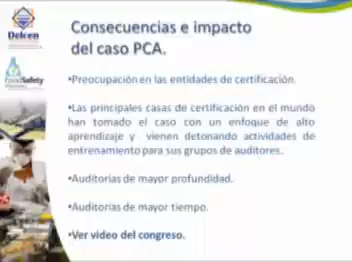 Delcen
FoodSafety
Consecuencias e impacto
del caso PCA.
•Preocupación en las entidades de certificación.
•Las principales casas de certificación en el mundo
han tomado el caso con un enfoque de alto
aprendizaje y vienen detonando actividades de
entrenamiento para sus grupos de auditores.
•Auditorias de mayor profundidad.
•Auditorias de mayor tiempo.
•Ver video del congreso.